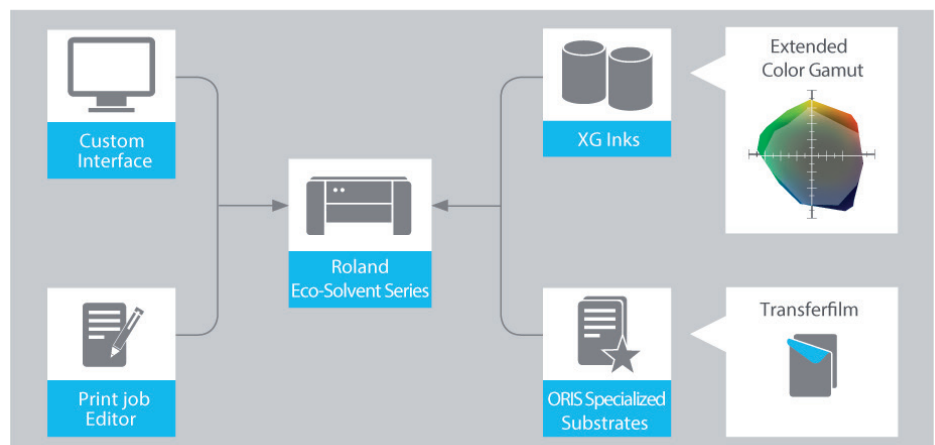 Custom
Interface
Print job
Editor
Roland
Eco-Solvent Series
XG Inks
ORIS Specialized
Substrates
Extended
Color Gamut
Transferfilm